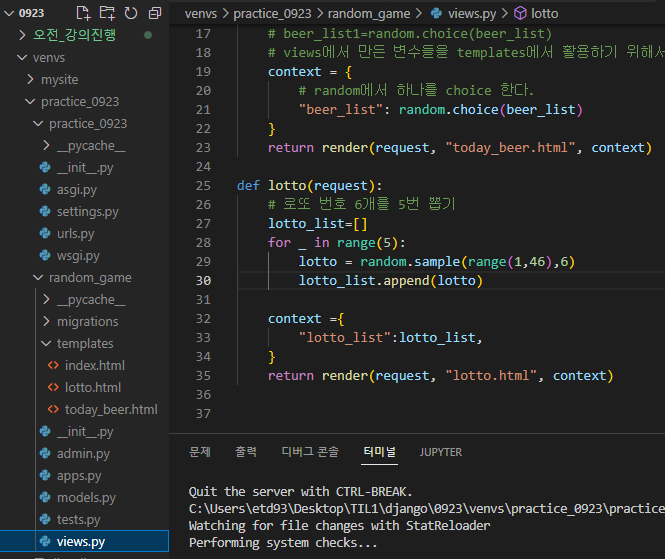 0923
오전_강의진행
venvs
mysite
practice_0923
practice_0923
__pycache__
__init__.py
asgi.py
settings.py
urls.py
wsgi.py
random_game
__pycache__
migrations
templates
index.html
lotto.html
today_beer.html
__init__.py
admin.py
apps.py
models.py
tests.py
views.py
venvs > practice_0923 > random_game > views.py > lotto
17 # beer_list1=random.choice(beer_list)
18 # views에서 만든 변수들을 templates에서 활용하기 위해서
19 context = {
20 # random에서 하나를 choice 한다.
21 "beer_list": random.choice(beer_list)
22 }
23 return render(request, "today_beer.html", context)
24
25 def lotto(request):
26 # 로또 번호 6개를 5번 뽑기
27 lotto_list=[]
28 for _ in range(5):
29 lotto = random.sample(range(1,46),6)
30 lotto_list.append(lotto)
31
32 context ={
33 "lotto_list":lotto_list,
34 }
35 return render(request, "lotto.html", context)
36
37
문제 출력 디버그 콘솔 터미널 JUPYTER
Quit the server with CTRL-BREAK.
C:\Users\etd93\Desktop\TIL1\django\0923\venvs\practice_0923\practice
Watching for file changes with StatReloader
Performing system checks...